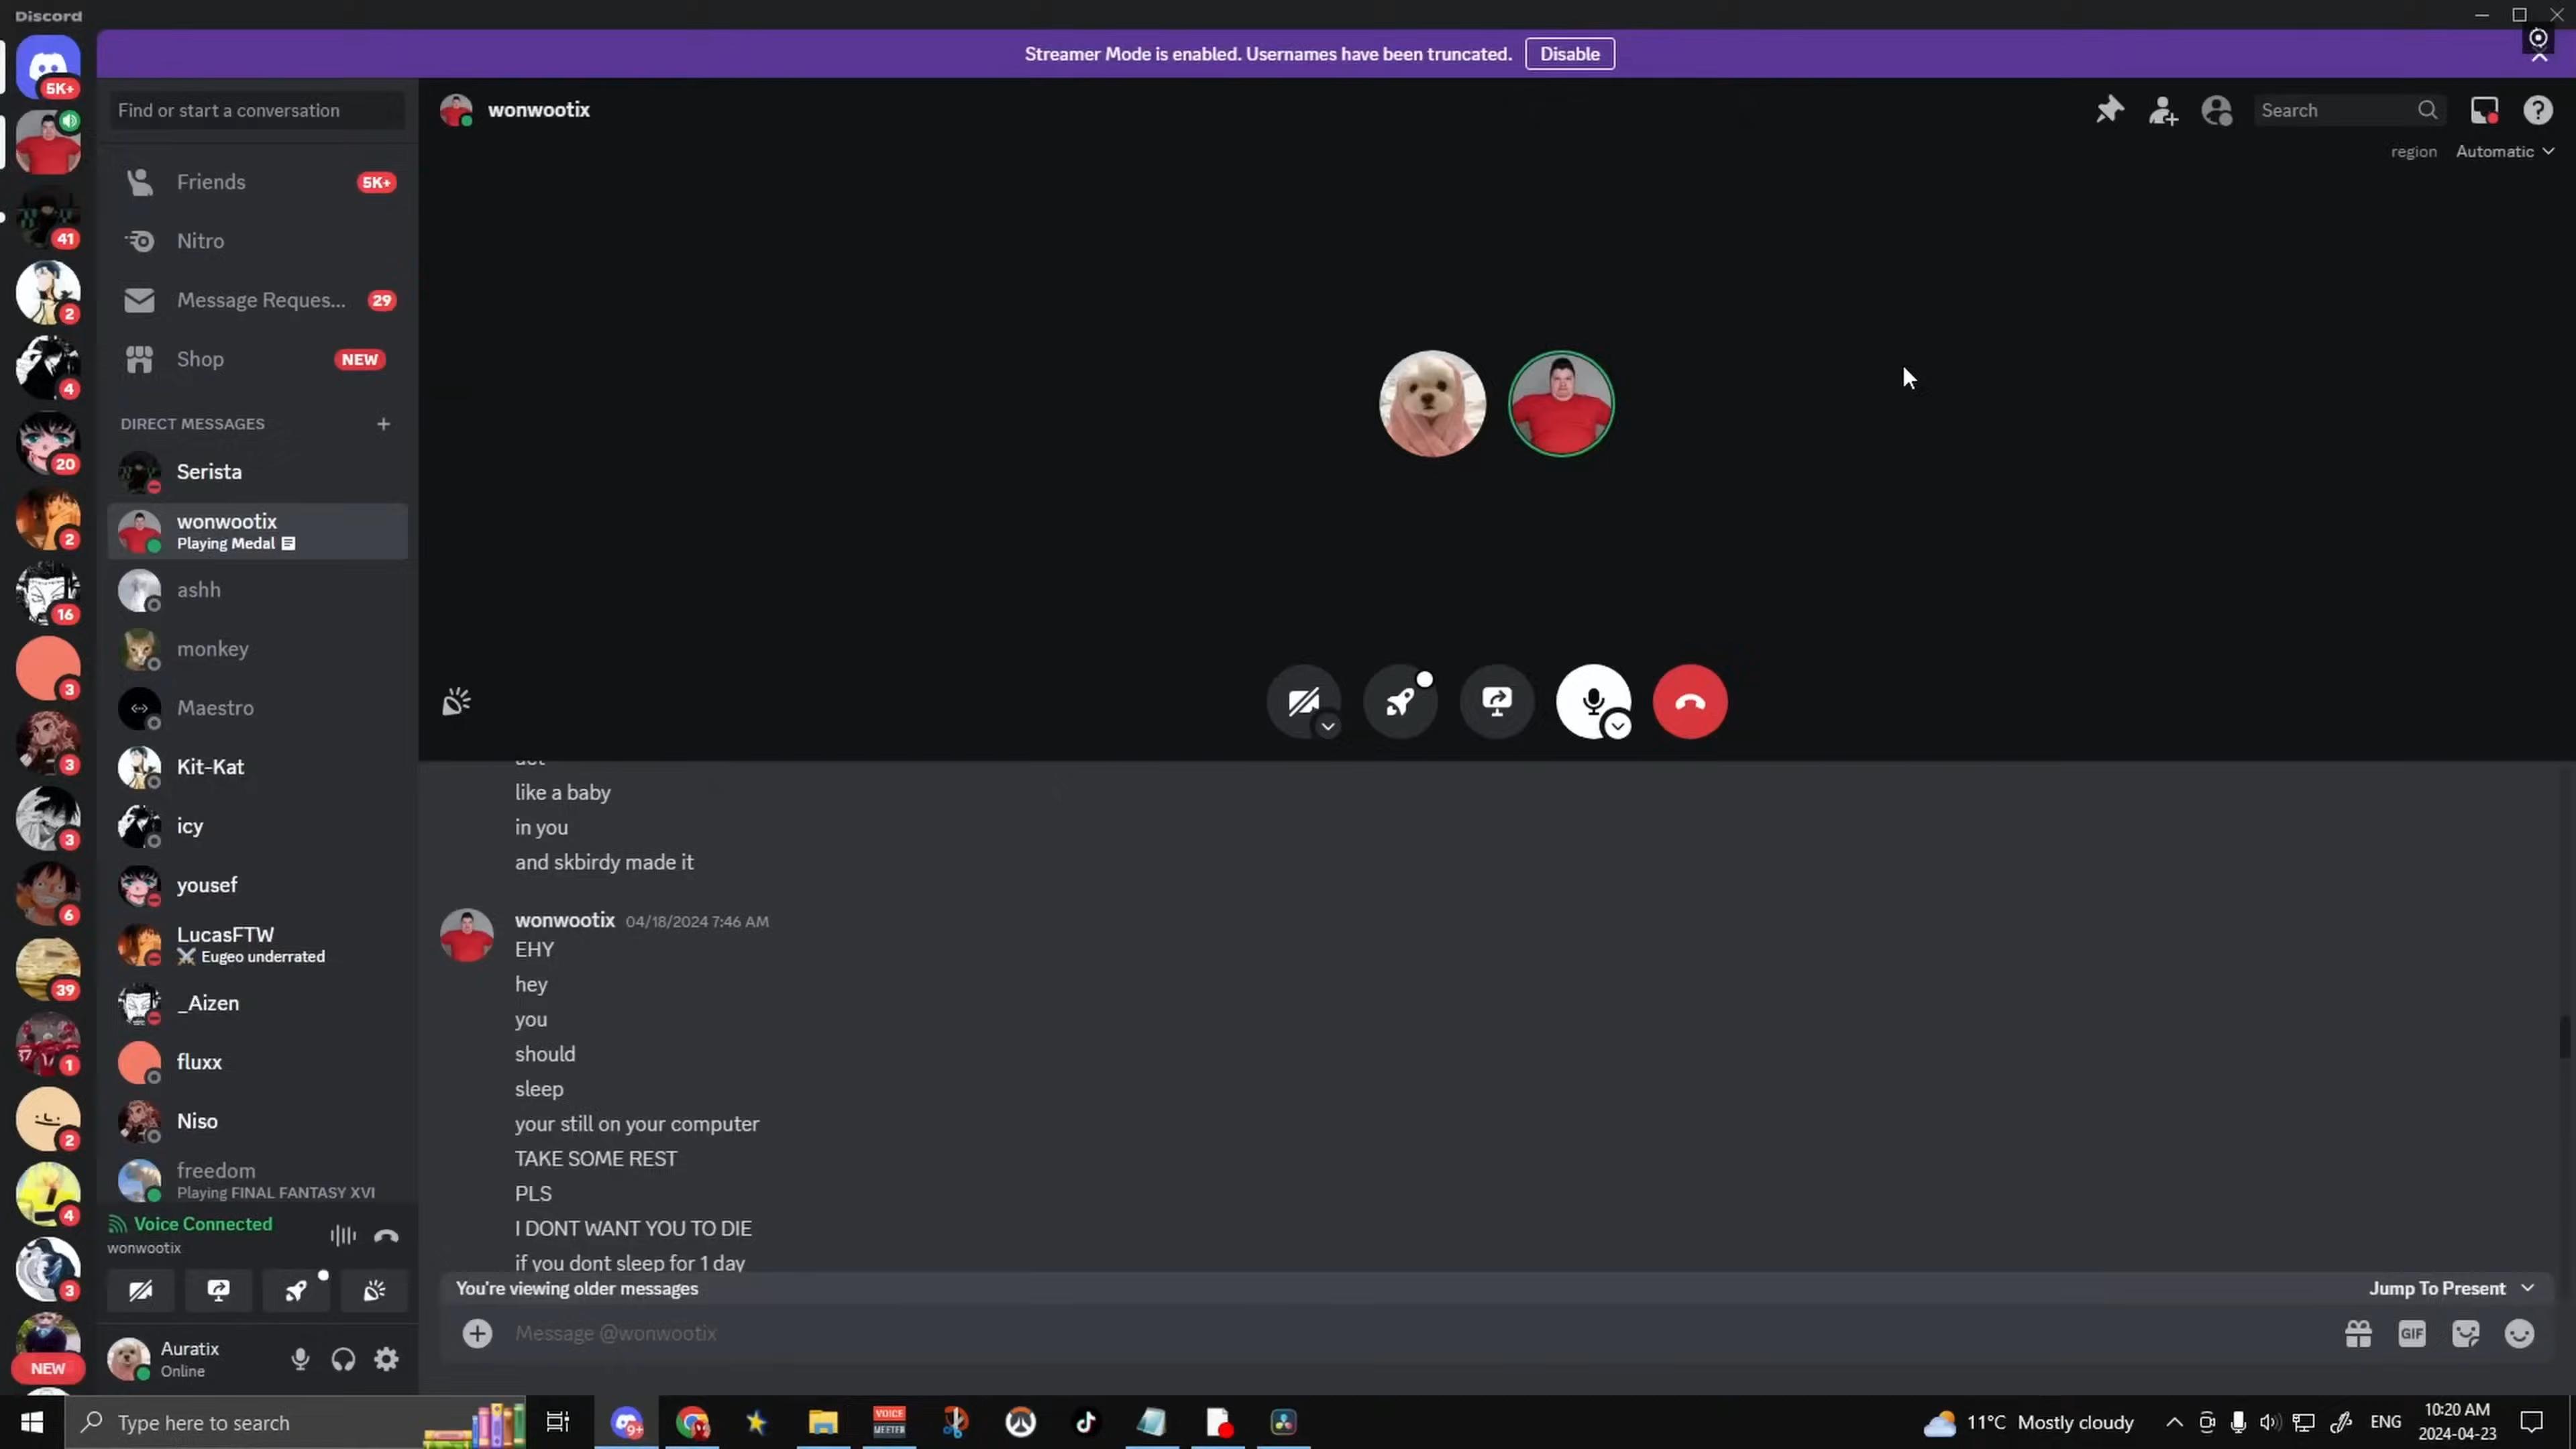 Discord
Streamer Mode is enabled. Usernames have been truncated. Disable
5K+
41
2
4
20
2
16
3
3
3
6
39
1
2
4
3
NEW
Find or start a conversation
Friends 5K+
Nitro
Message Reques... 29
Shop NEW
DIRECT MESSAGES
Serista
wonwootix
Playing Medal
ashh
monkey
Maestro
Kit-Kat
icy
yousef
LucasFTW
Eugeo underrated
_Aizen
fluxx
Niso
freedom
Playing FINAL FANTASY XVI
Voice Connected
wonwootix
Auratix
Online
wonwootix
Search
region Automatic
like a baby
in you
and skbirdy made it
wonwootix 04/18/2024 7:46 AM
EHY
hey
you
should
sleep
your still on your computer
TAKE SOME REST
PLS
I DONT WANT YOU TO DIE
if you dont sleep for 1 day
You're viewing older messages Jump To Present
Message @wonwootix
GIF
Type here to search
9+
VOICE
MEETER
11°C Mostly cloudy
ENG
10:20 AM
2024-04-23